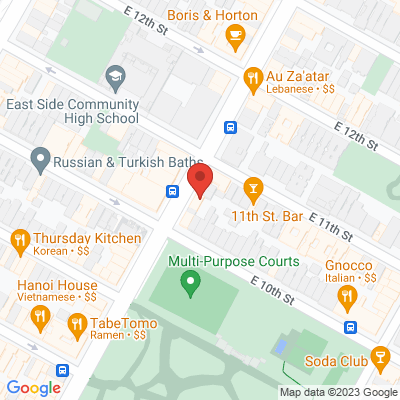 Boris & Horton
E 12th St
Au Za'atar
Lebanese • $$
East Side Community
High School
E 12th St
Russian & Turkish Baths
11th St. Bar
E 11th St
Thursday Kitchen
Korean • $$
Multi-Purpose Courts
E 10th St
Gnocco
Italian • $$
Hanoi House
Vietnamese • $$
TabeTomo
Ramen • $$
Soda Club
Google
Map data ©2023 Google